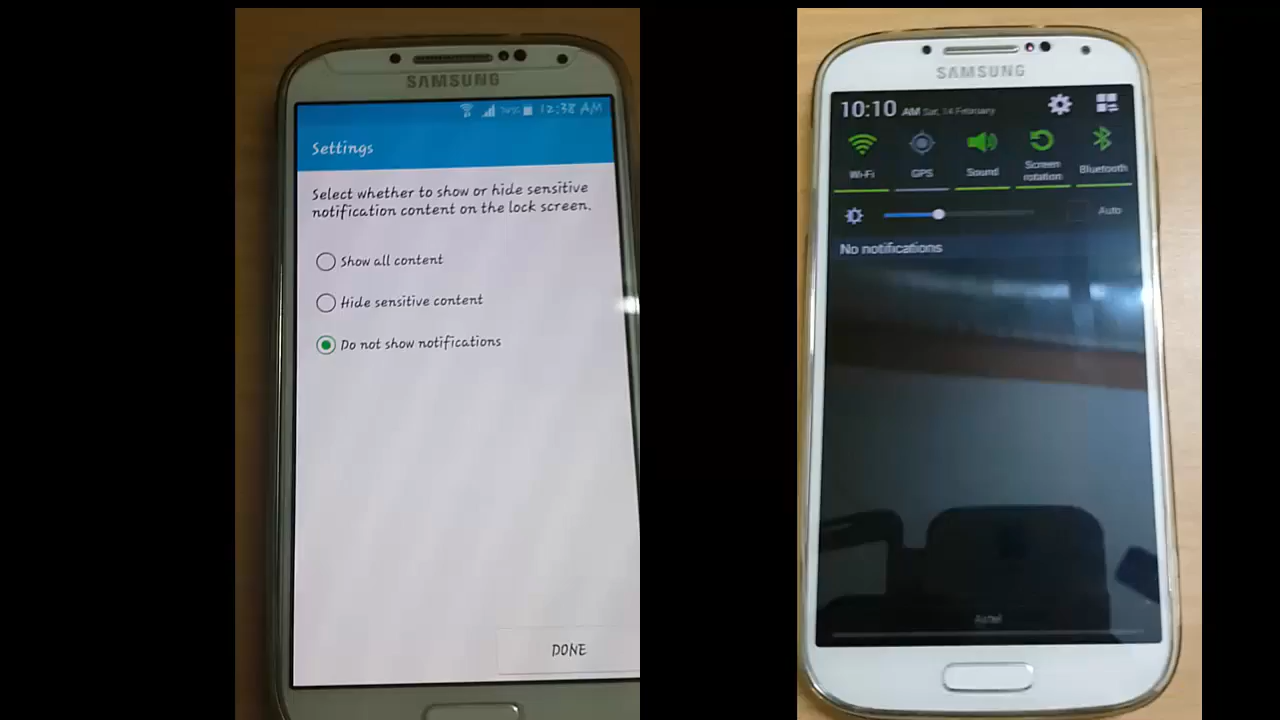 SAMSUNG
12:38 AM
Settings
Select whether to show or hide sensitive
notification content on the lock screen.
Show all content
Hide sensitive content
Do not show notifications
DONE
SAMSUNG
10:10 AM Sat, 14 February
Wi-Fi
GPS
Sound
Screen
rotation
Bluetooth
Auto
No notifications
Airtel